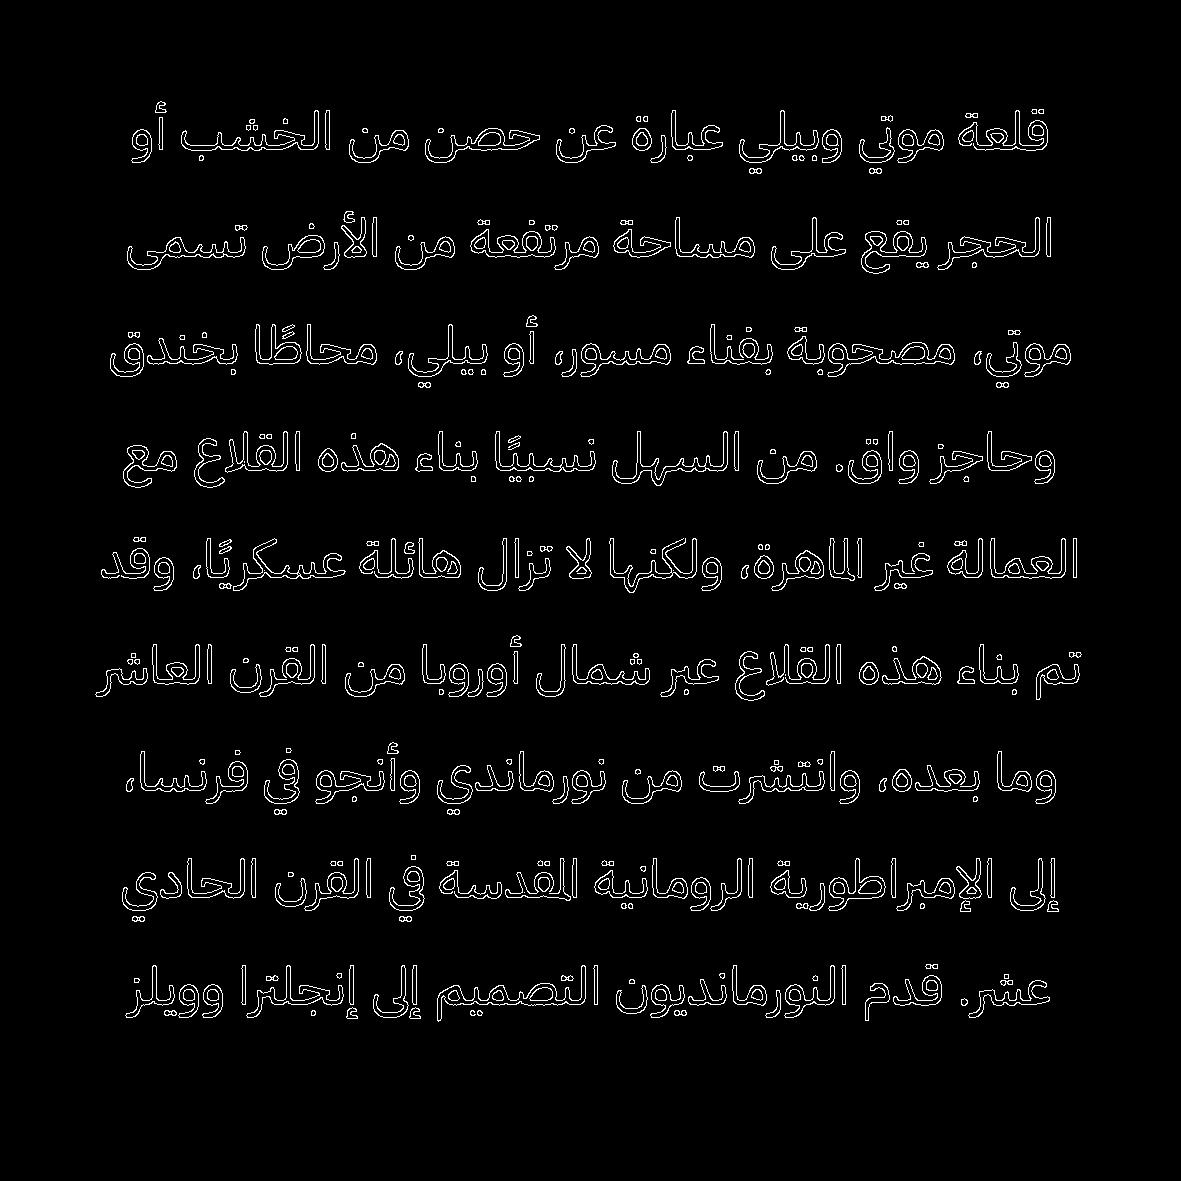 قلعة موتي وبيلي عبارة عن حصن من الخشب أو
الحجر يقع على مساحة مرتفعة من الأرض تسمى
موتي، مصحوبة بفناء مسور، أو بيلي، محاطًا بخندق
وحاجز واق. من السهل نسبيًا بناء هذه القلاع مع
العمالة غير الماهرة، ولكنها لا تزال هائلة عسكريًا، وقد
تم بناء هذه القلاع عبر شمال أوروبا من القرن العاشر
وما بعده، وانتشرت من نورماندي وأنجو في فرنسا،
إلى الإمبراطورية الرومانية المقدسة في القرن الحادي
عشر. قدم النورمانديون التصميم إلى إنجلترا وويلز